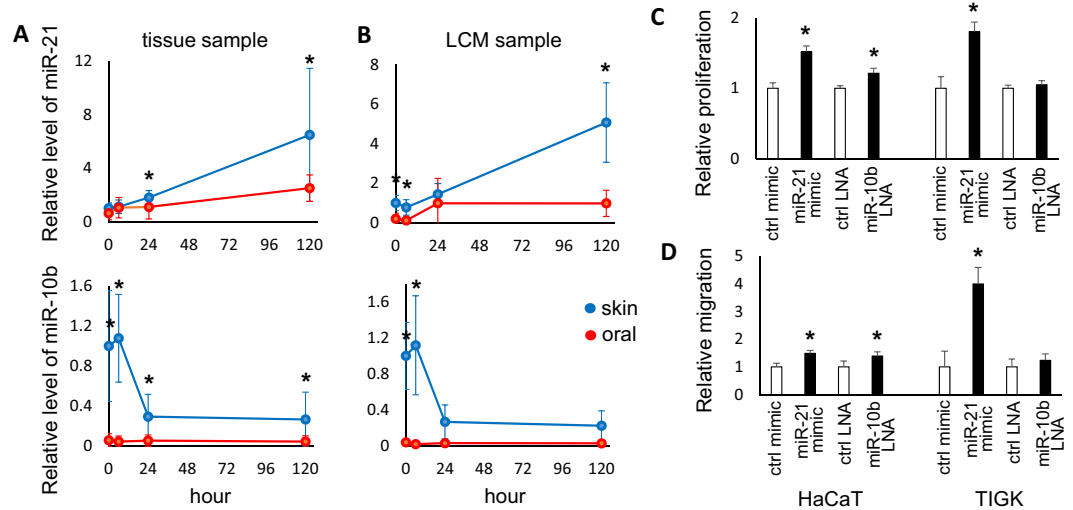 A
tissue sample
Relative level of miR-21
12
8
4
0
*
*
0 24 48 72 96 120
Relative level of miR-10b
1.6
1.2
0.8
0.4
0
*
*
*
*
0 24 48 72 96 120
hour
B
LCM sample
8
6
4
2
0
*
*
*
0 24 48 72 96 120
1.6
1.2
0.8
0.4
0
*
*
skin
oral
0 24 48 72 96 120
hour
C
Relative proliferation
2
1
0
*
*
*
ctrl mimic
miR-21
mimic
ctrl LNA
miR-10b
LNA
ctrl mimic
miR-21
mimic
ctrl LNA
miR-10b
LNA
D
Relative migration
5
4
3
2
1
0
*
*
*
ctrl mimic
miR-21
mimic
ctrl LNA
miR-10b
LNA
ctrl mimic
miR-21
mimic
ctrl LNA
miR-10b
LNA
HaCaT
TIGK